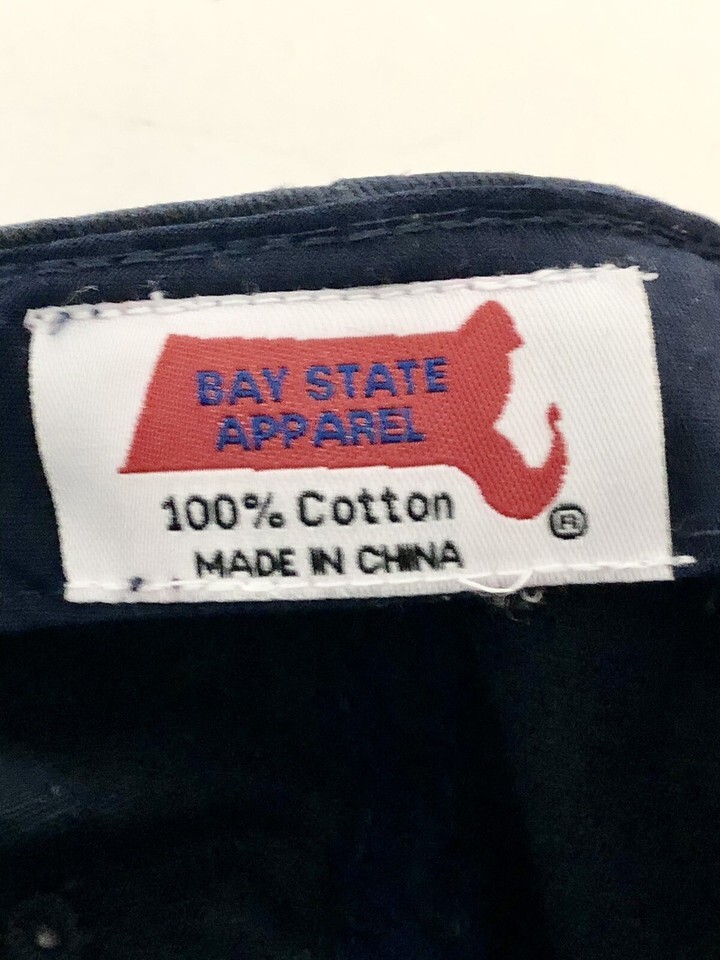 BAY STATE
APPAREL
100% Cotton
®
MADE IN CHINA